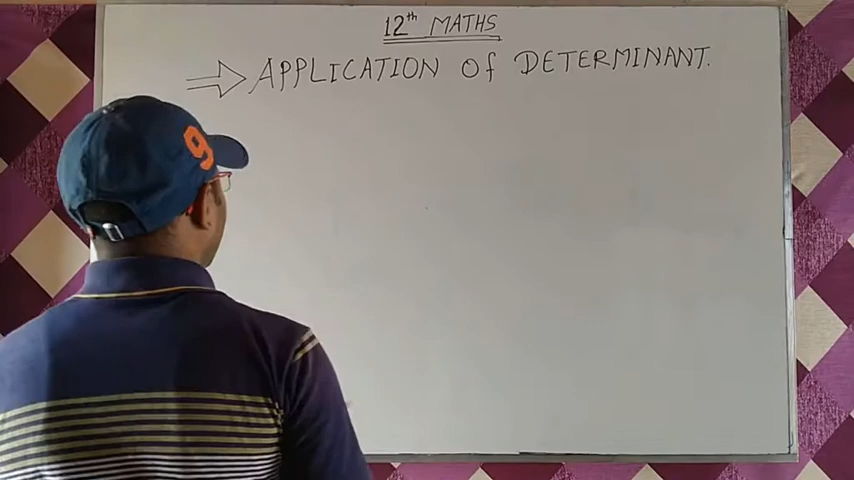 12th MATHS
⇒ APPLICATION Of DETERMINANT.
9